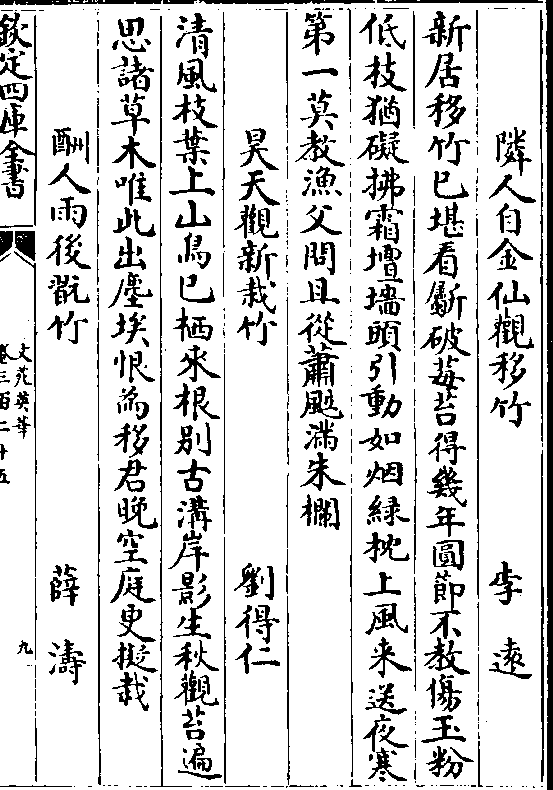 隣人自金仙觀移竹 李遠
新居移竹已堪看斸破莓苔得幾年圓節不教傷玉粉
低枝猶礙拂霜壇墻頭引動如烟緑枕上風来送夜寒
第一莫教漁父問且從蕭颭滿朱欄
昊天觀新栽竹 劉得仁
清風枝葉上山鳥已棲來根别古溝岸影生秋觀苔遍
思諸草木唯此出塵埃恨為移君晚空庭更擬栽
酬人雨後翫竹 薛濤
欽定四庫全書
文苑英華
卷三百二十五
九